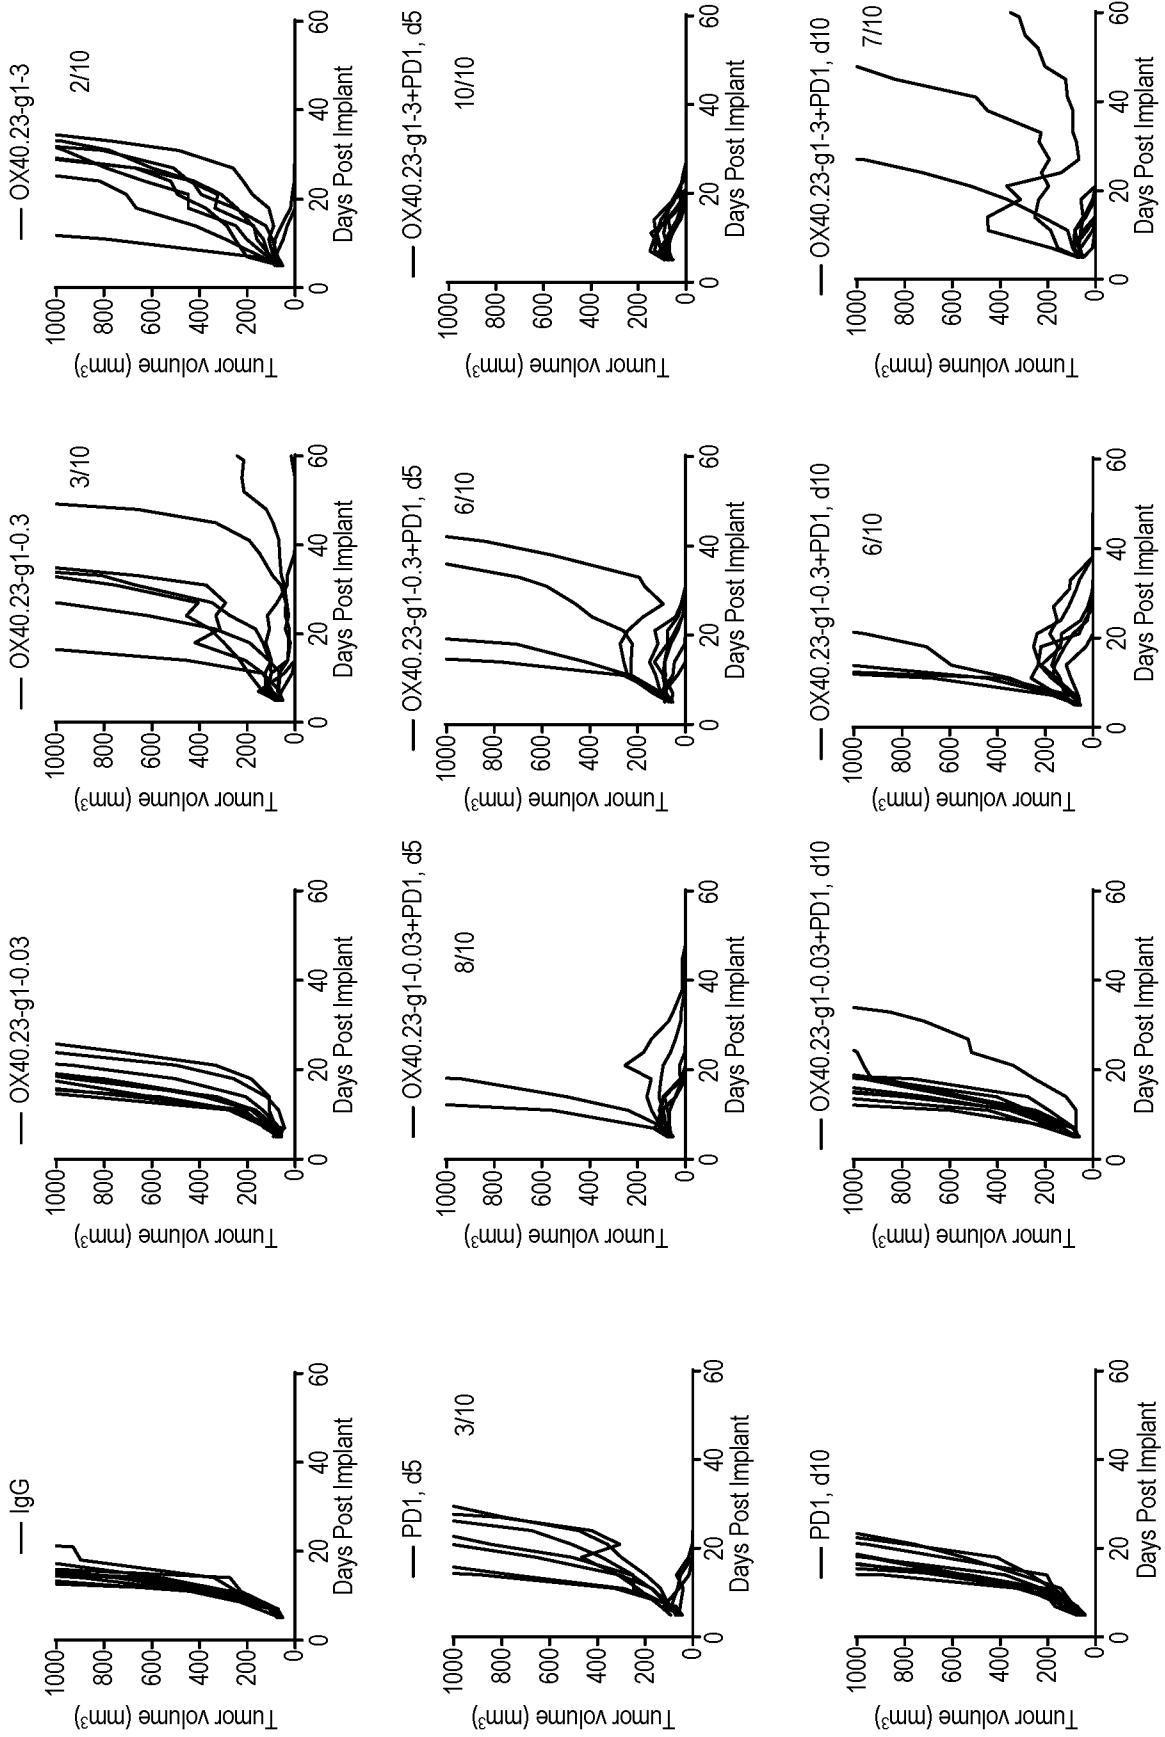 IgG
1000
800
600
400
200
0
Tumor volume (mm³)
0 20 40 60
Days Post Implant
OX40.23-g1-0.03
1000
800
600
400
200
0
Tumor volume (mm³)
0 20 40 60
Days Post Implant
OX40.23-g1-0.3
3/10
1000
800
600
400
200
0
Tumor volume (mm³)
0 20 40 60
Days Post Implant
OX40.23-g1-3
2/10
1000
800
600
400
200
0
Tumor volume (mm³)
0 20 40 60
Days Post Implant
PD1, d5
3/10
1000
800
600
400
200
0
Tumor volume (mm³)
0 20 40 60
Days Post Implant
OX40.23-g1-0.03+PD1, d5
8/10
1000
800
600
400
200
0
Tumor volume (mm³)
0 20 40 60
Days Post Implant
OX40.23-g1-0.3+PD1, d5
6/10
1000
800
600
400
200
0
Tumor volume (mm³)
0 20 40 60
Days Post Implant
OX40.23-g1-3+PD1, d5
10/10
1000
800
600
400
200
0
Tumor volume (mm³)
0 20 40 60
Days Post Implant
PD1, d10
1000
800
600
400
200
0
Tumor volume (mm³)
0 20 40 60
Days Post Implant
OX40.23-g1-0.03+PD1, d10
1000
800
600
400
200
0
Tumor volume (mm³)
0 20 40 60
Days Post Implant
OX40.23-g1-0.3+PD1, d10
6/10
1000
800
600
400
200
0
Tumor volume (mm³)
0 20 40 60
Days Post Implant
OX40.23-g1-3+PD1, d10
7/10
1000
800
600
400
200
0
Tumor volume (mm³)
0 20 40 60
Days Post Implant